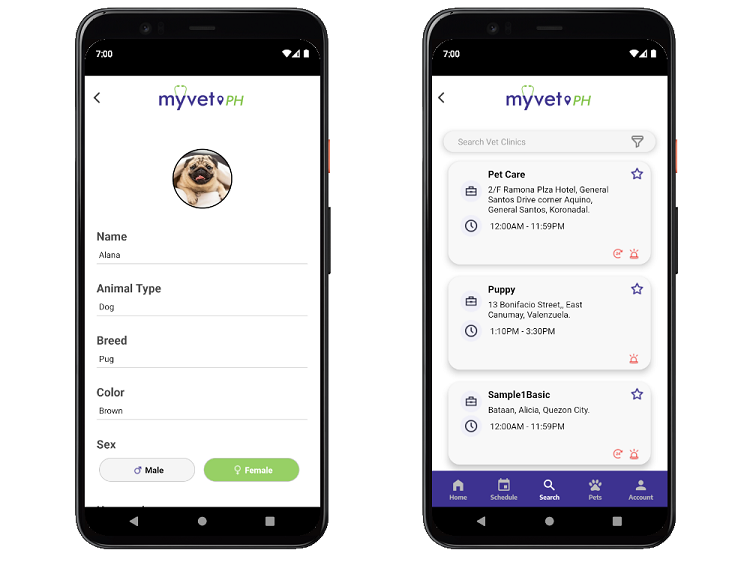 7:00
myvet PH
Name
Alana
Animal Type
Dog
Breed
Pug
Color
Brown
Sex
Male
Female
7:00
myvet PH
Search Vet Clinics
Pet Care
2/F Ramona Plza Hotel, General
Santos Drive corner Aquino,
General Santos, Koronadal.
12:00AM - 11:59PM
Puppy
13 Bonifacio Street,, East
Canumay, Valenzuela.
1:10PM - 3:30PM
Sample1Basic
Bataan, Alicia, Quezon City.
12:00AM - 11:59PM
Home
Schedule
Search
Pets
Account